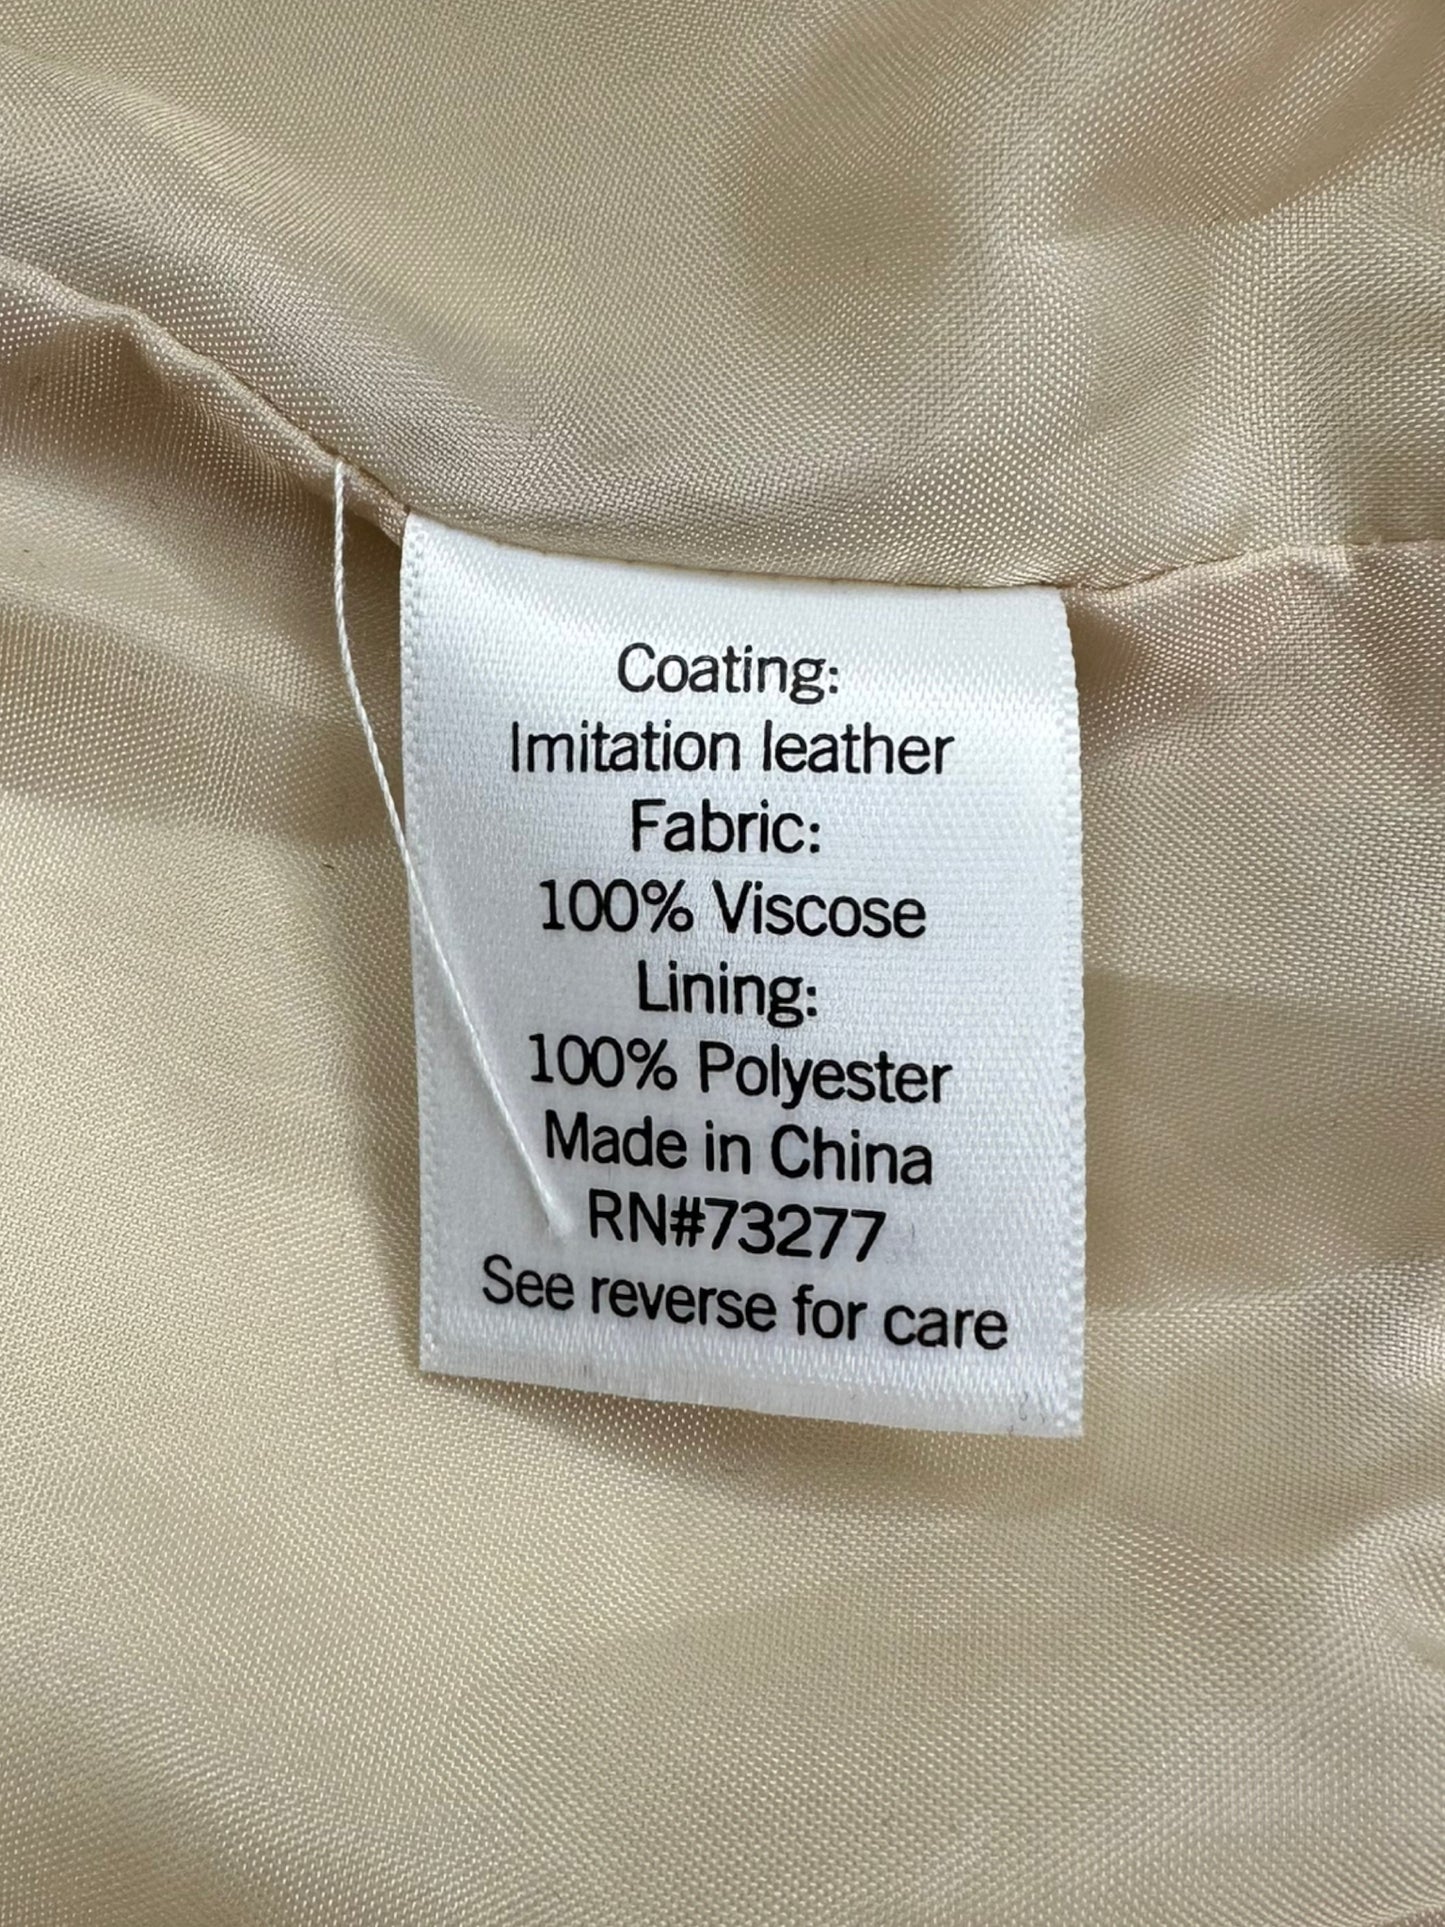 Coating:
Imitation leather
Fabric:
100% Viscose
Lining:
100% Polyester
Made in China
RN#73277
See reverse for care